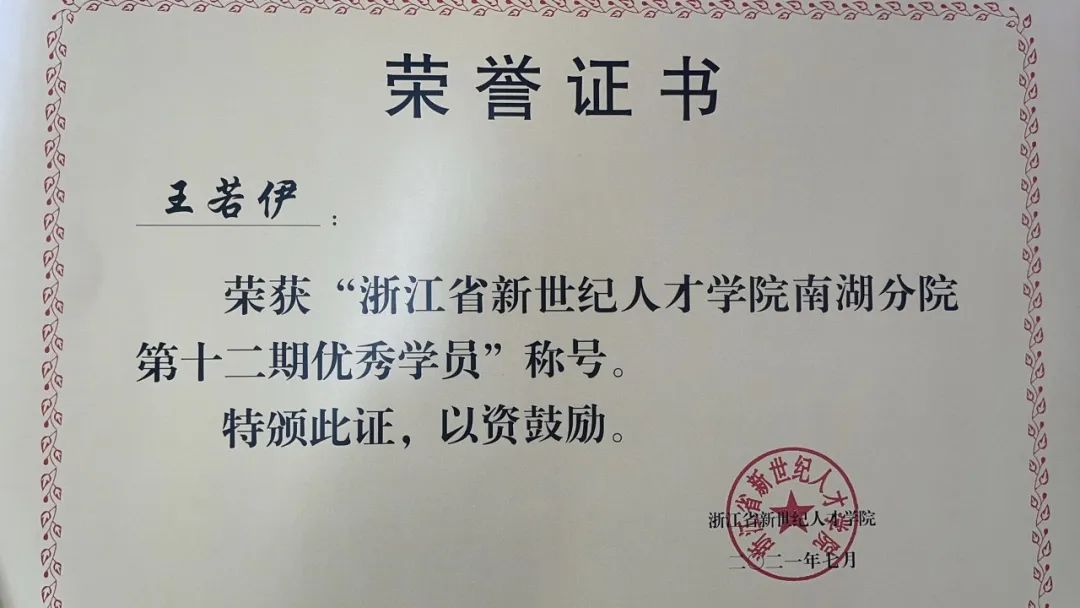 荣誉证书
王若伊：
荣获“浙江省新世纪人才学院南湖分院
第十二期优秀学员”称号。
特颁此证，以资鼓励。
浙江省新世纪人才学院
浙江省新世纪人才学院
二〇二一年七月